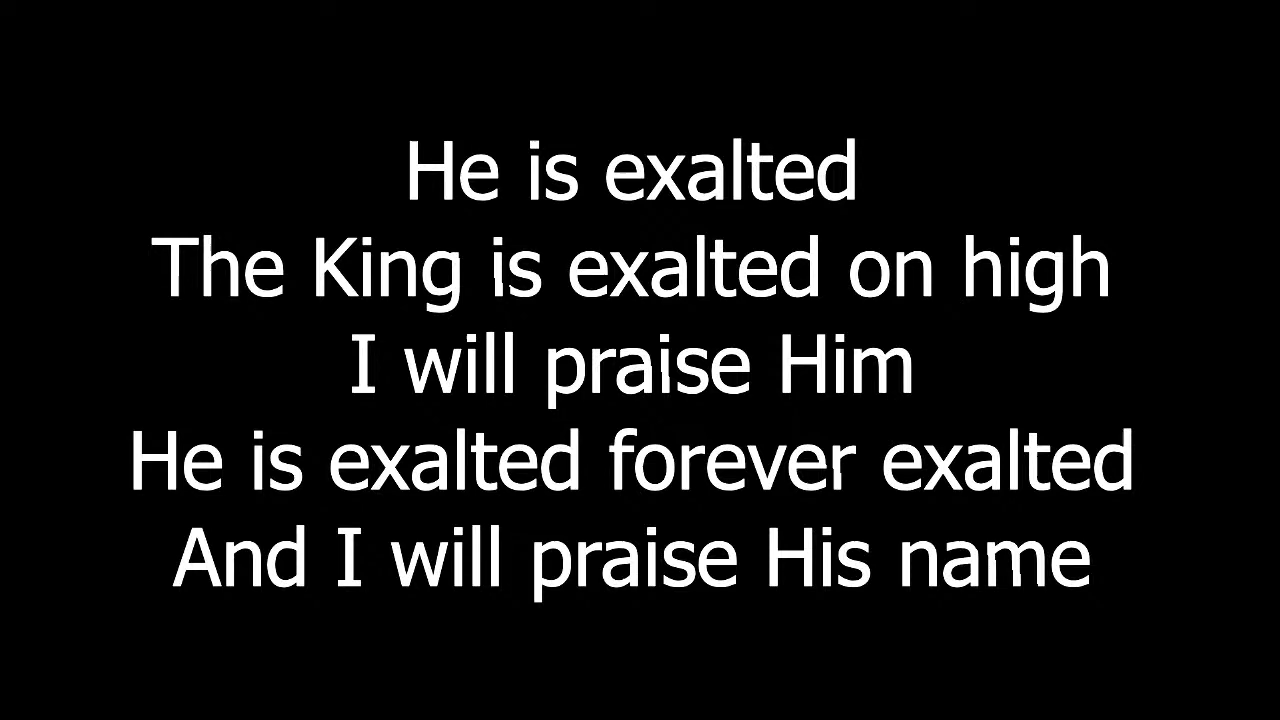 He is exalted
The King is exalted on high
I will praise Him
He is exalted forever exalted
And I will praise His name